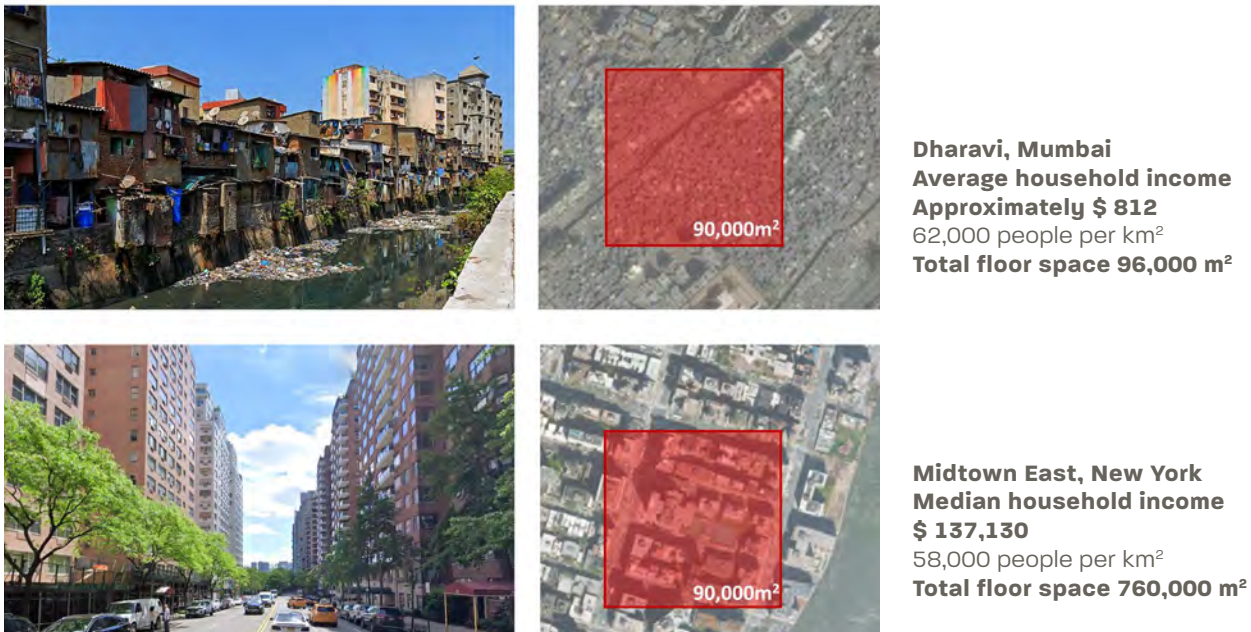 90,000m²
Dharavi, Mumbai
Average household income
Approximately $ 812
62,000 people per km²
Total floor space 96,000 m²
90,000m²
Midtown East, New York
Median household income
$ 137,130
58,000 people per km²
Total floor space 760,000 m²